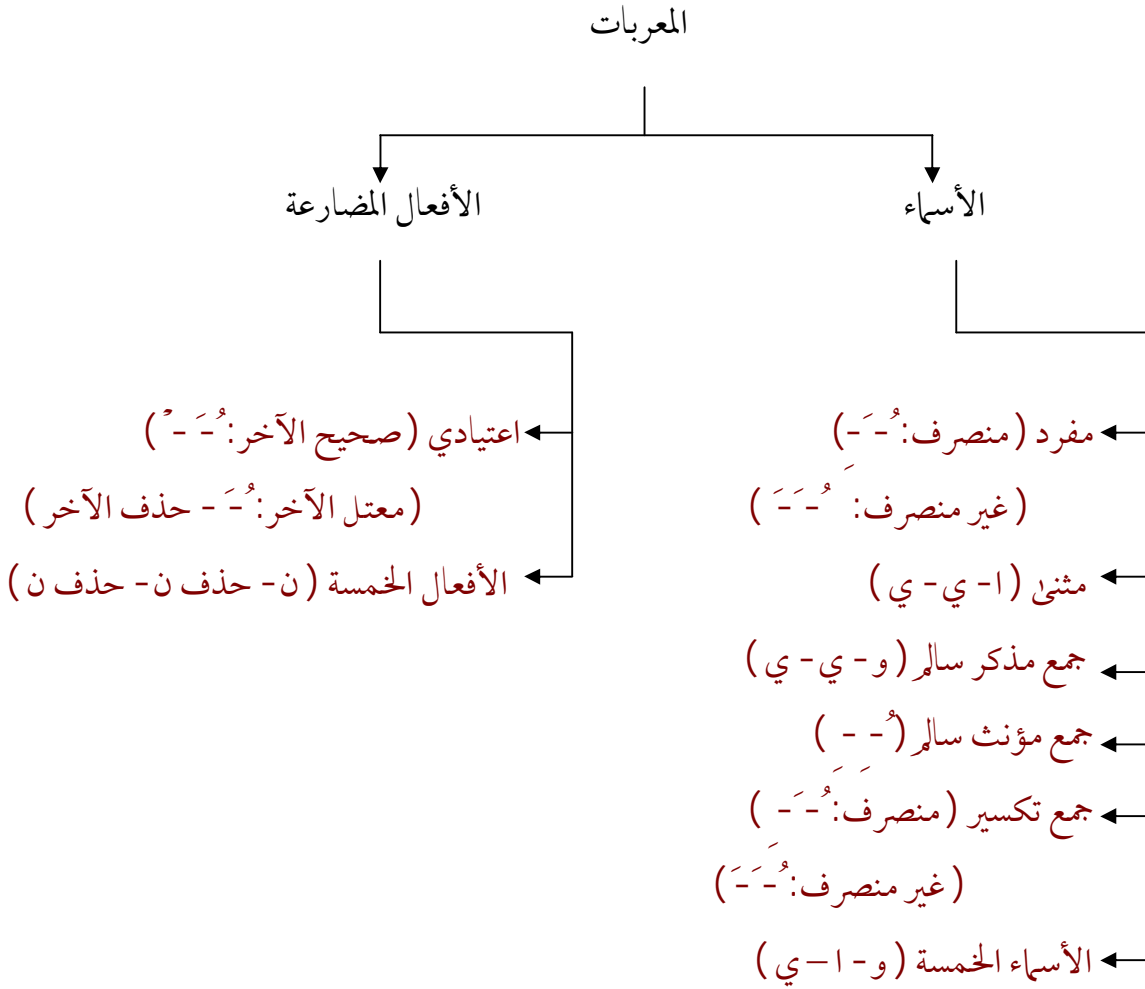 المعربات
الأسماء
الأفعال المضارعة
مفرد (منصرف: ُ- َ- ِ)
(غير منصرف: ُ- َ- َ)
مثنى (ا- ي- ي)
جمع مذكر سالم (و- ي- ي)
جمع مؤنث سالم (ُ- ِ- ِ)
جمع تكسير (منصرف: ُ- َ- ِ)
(غير منصرف: ُ- َ- َ)
الأسماء الخمسة (و- ا– ي)
اعتيادي (صحيح الآخر: ُ- َ- ْ)
(معتل الآخر: ُ- َ- حذف الآخر)
الأفعال الخمسة (ن- حذف ن- حذف ن)